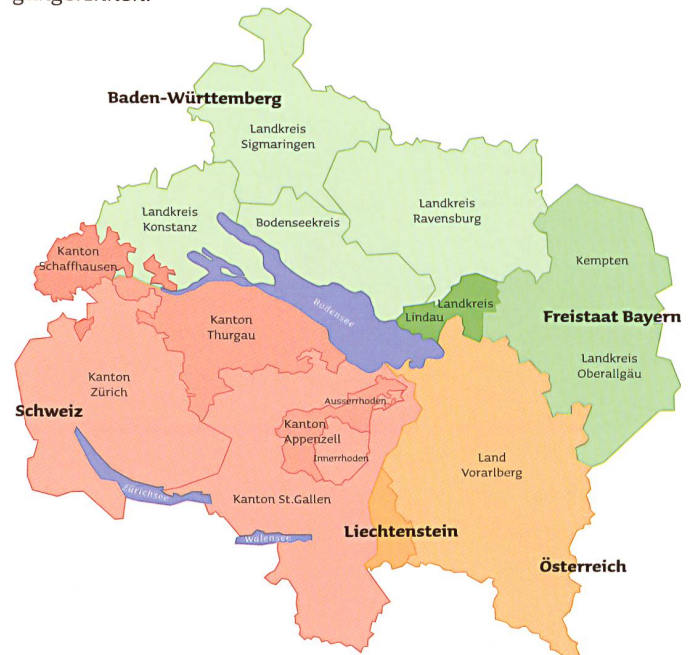 Baden-Württemberg
Landkreis
Sigmaringen
Landkreis
Ravensburg
Landkreis
Konstanz
Bodenseekreis
Kanton
Schaffhausen
Kempten
Bodensee
Landkreis
Lindau
Freistaat Bayern
Kanton
Thurgau
Landkreis
Oberallgäu
Kanton
Zürich
Schweiz
Ausserrhoden
Kanton
Appenzell
Innerrhoden
Land
Vorarlberg
Zürichsee
Kanton St.Gallen
Walensee
Liechtenstein
Österreich